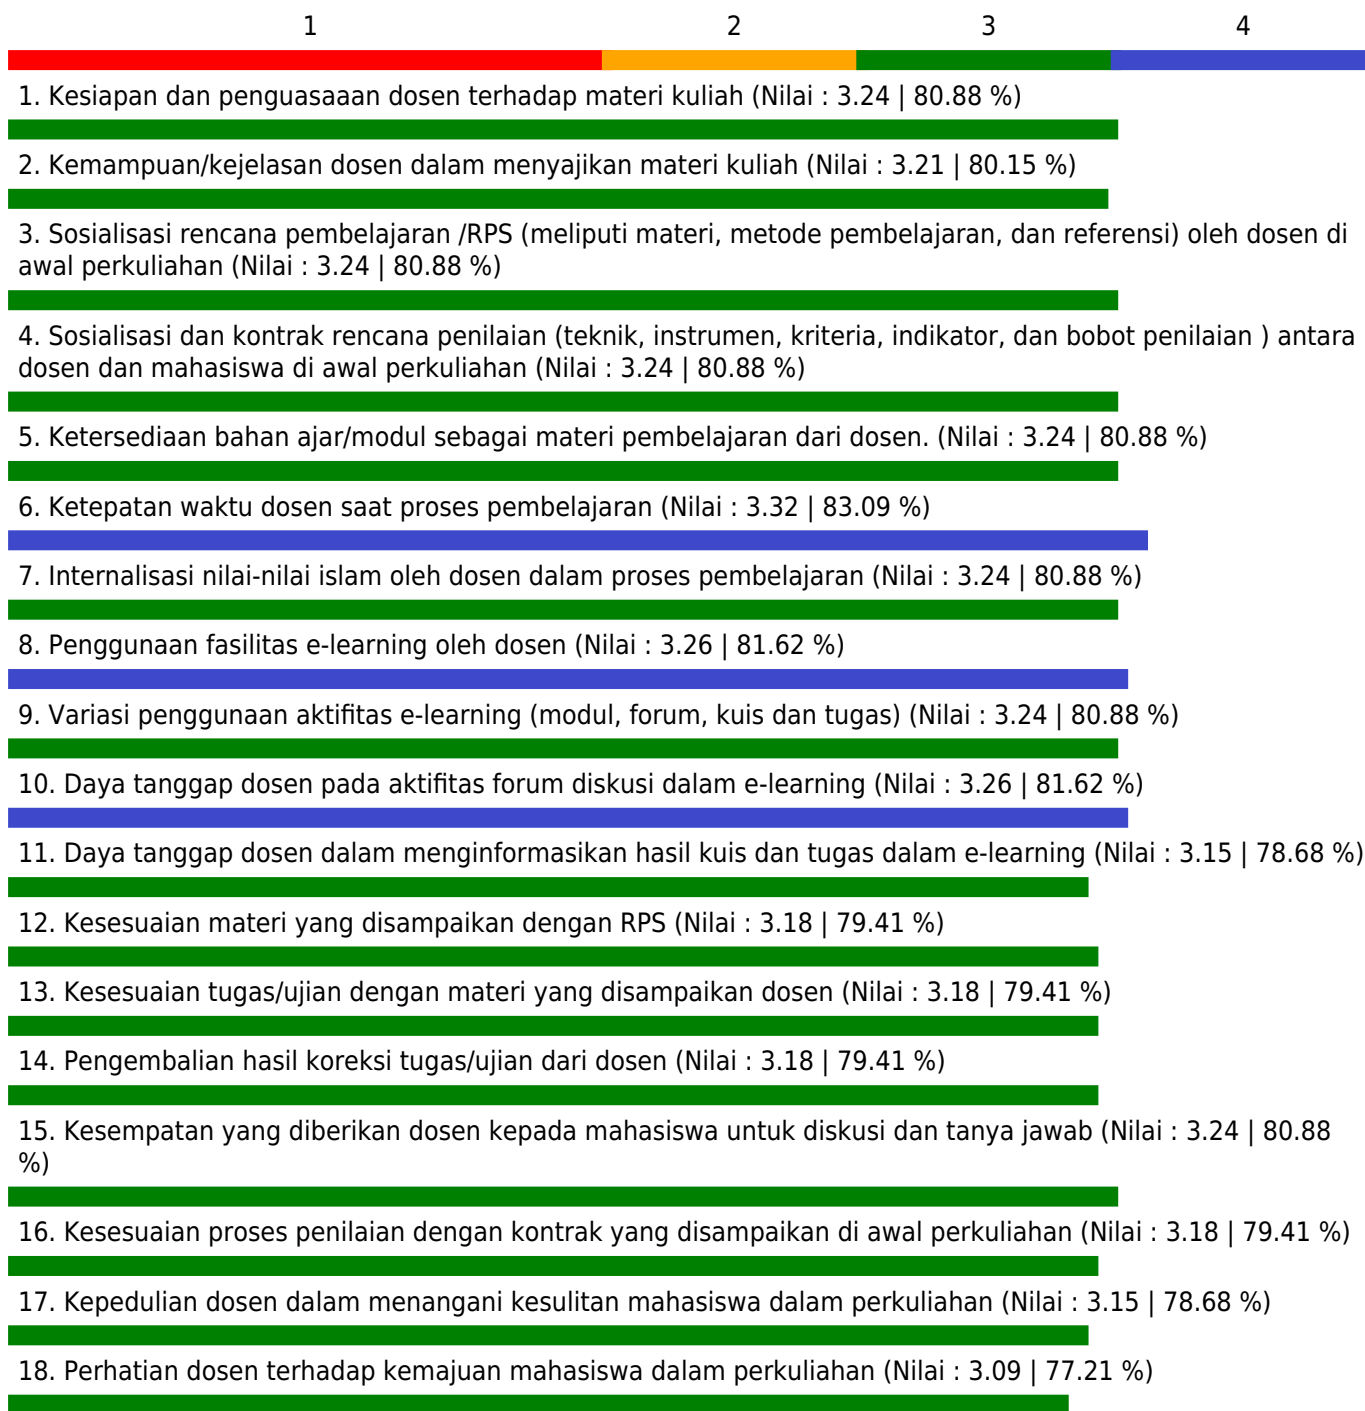 1 2 3 4
1. Kesiapan dan penguasaaan dosen terhadap materi kuliah (Nilai : 3.24 | 80.88 %)
2. Kemampuan/kejelasan dosen dalam menyajikan materi kuliah (Nilai : 3.21 | 80.15 %)
3. Sosialisasi rencana pembelajaran /RPS (meliputi materi, metode pembelajaran, dan referensi) oleh dosen di
awal perkuliahan (Nilai : 3.24 | 80.88 %)
4. Sosialisasi dan kontrak rencana penilaian (teknik, instrumen, kriteria, indikator, dan bobot penilaian ) antara
dosen dan mahasiswa di awal perkuliahan (Nilai : 3.24 | 80.88 %)
5. Ketersediaan bahan ajar/modul sebagai materi pembelajaran dari dosen. (Nilai : 3.24 | 80.88 %)
6. Ketepatan waktu dosen saat proses pembelajaran (Nilai : 3.32 | 83.09 %)
7. Internalisasi nilai-nilai islam oleh dosen dalam proses pembelajaran (Nilai : 3.24 | 80.88 %)
8. Penggunaan fasilitas e-learning oleh dosen (Nilai : 3.26 | 81.62 %)
9. Variasi penggunaan aktifitas e-learning (modul, forum, kuis dan tugas) (Nilai : 3.24 | 80.88 %)
10. Daya tanggap dosen pada aktifitas forum diskusi dalam e-learning (Nilai : 3.26 | 81.62 %)
11. Daya tanggap dosen dalam menginformasikan hasil kuis dan tugas dalam e-learning (Nilai : 3.15 | 78.68 %)
12. Kesesuaian materi yang disampaikan dengan RPS (Nilai : 3.18 | 79.41 %)
13. Kesesuaian tugas/ujian dengan materi yang disampaikan dosen (Nilai : 3.18 | 79.41 %)
14. Pengembalian hasil koreksi tugas/ujian dari dosen (Nilai : 3.18 | 79.41 %)
15. Kesempatan yang diberikan dosen kepada mahasiswa untuk diskusi dan tanya jawab (Nilai : 3.24 | 80.88
%)
16. Kesesuaian proses penilaian dengan kontrak yang disampaikan di awal perkuliahan (Nilai : 3.18 | 79.41 %)
17. Kepedulian dosen dalam menangani kesulitan mahasiswa dalam perkuliahan (Nilai : 3.15 | 78.68 %)
18. Perhatian dosen terhadap kemajuan mahasiswa dalam perkuliahan (Nilai : 3.09 | 77.21 %)